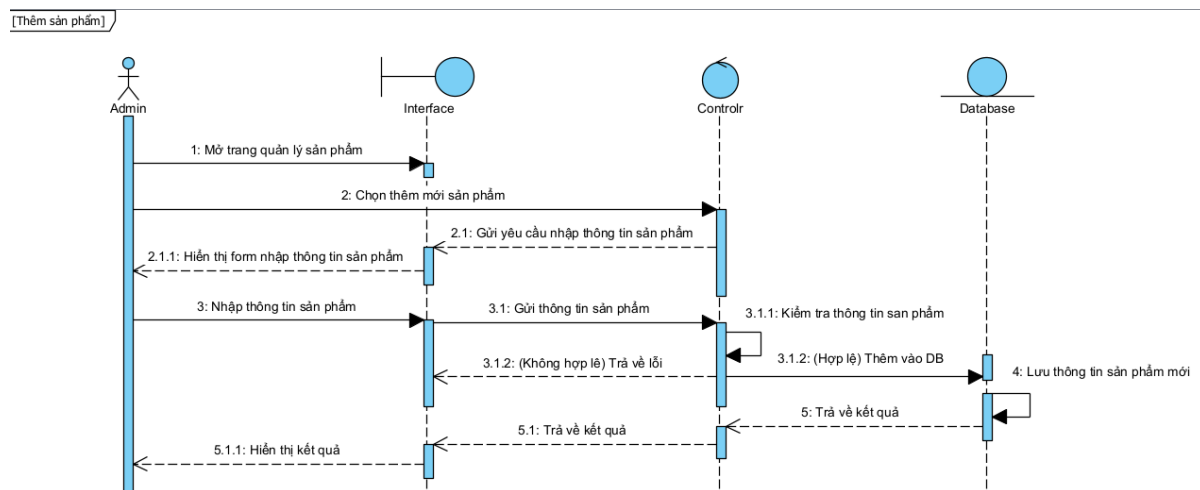 [Thêm sản phẩm]
Admin
Interface
Controlr
Database
1: Mở trang quản lý sản phẩm
2: Chọn thêm mới sản phẩm
2.1: Gửi yêu cầu nhập thông tin sản phẩm
2.1.1: Hiển thị form nhập thông tin sản phẩm
3: Nhập thông tin sản phẩm
3.1: Gửi thông tin sản phẩm
3.1.1: Kiểm tra thông tin san phẩm
3.1.2: (Không hợp lê) Trả về lỗi
3.1.2: (Hợp lệ) Thêm vào DB
4: Lưu thông tin sản phẩm mới
5: Trả về kết quả
5.1: Trả về kết quả
5.1.1: Hiển thị kết quả